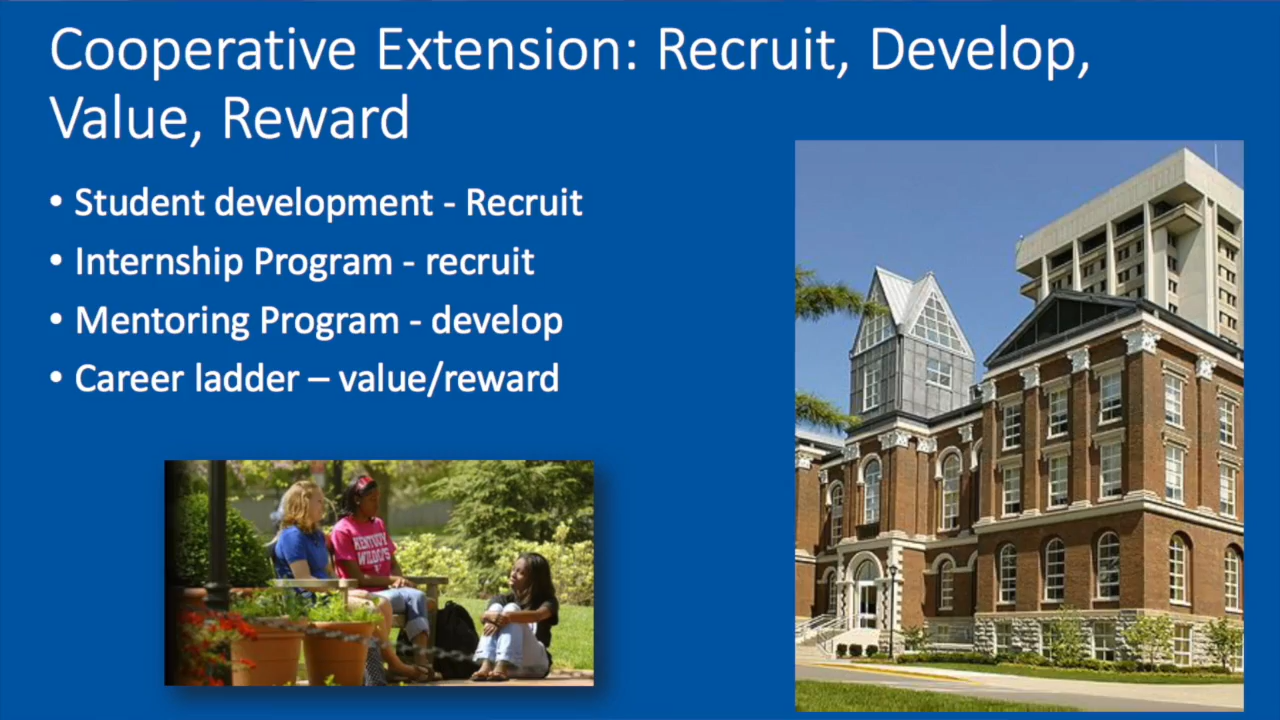 Cooperative Extension: Recruit, Develop,
Value, Reward
• Student development - Recruit
• Internship Program - recruit
• Mentoring Program - develop
• Career ladder – value/reward
KENTUCKY
WILDCATS